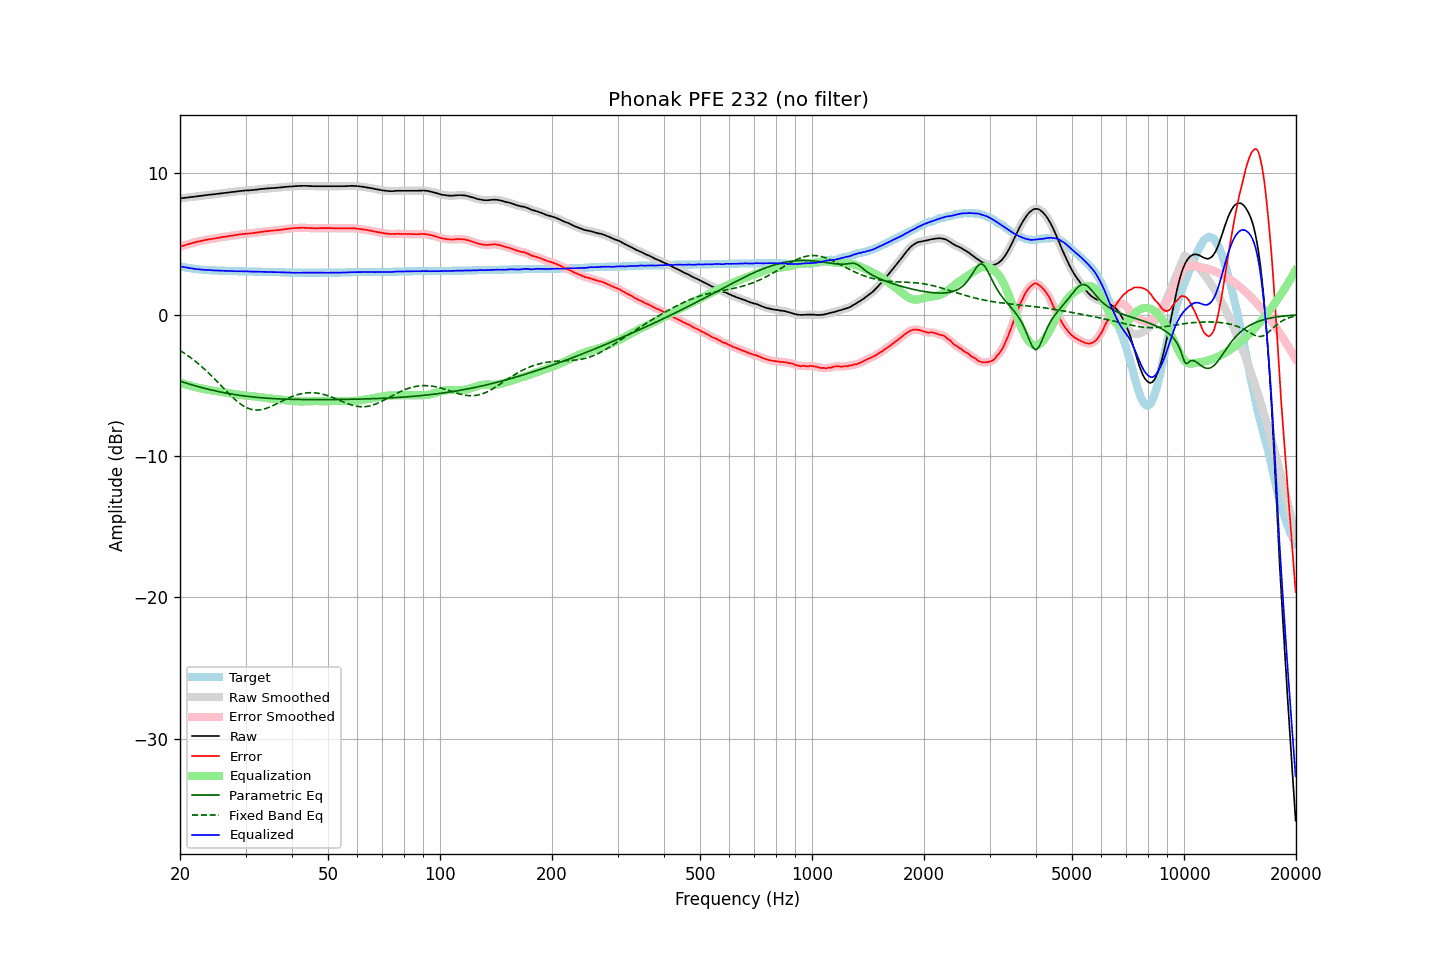 Phonak PFE 232 (no filter)
Amplitude (dBr)
10
0
−10
−20
−30
Target
Raw Smoothed
Error Smoothed
Raw
Error
Equalization
Parametric Eq
Fixed Band Eq
Equalized
20 50 100 200 500 1000 2000 5000 10000 20000
Frequency (Hz)